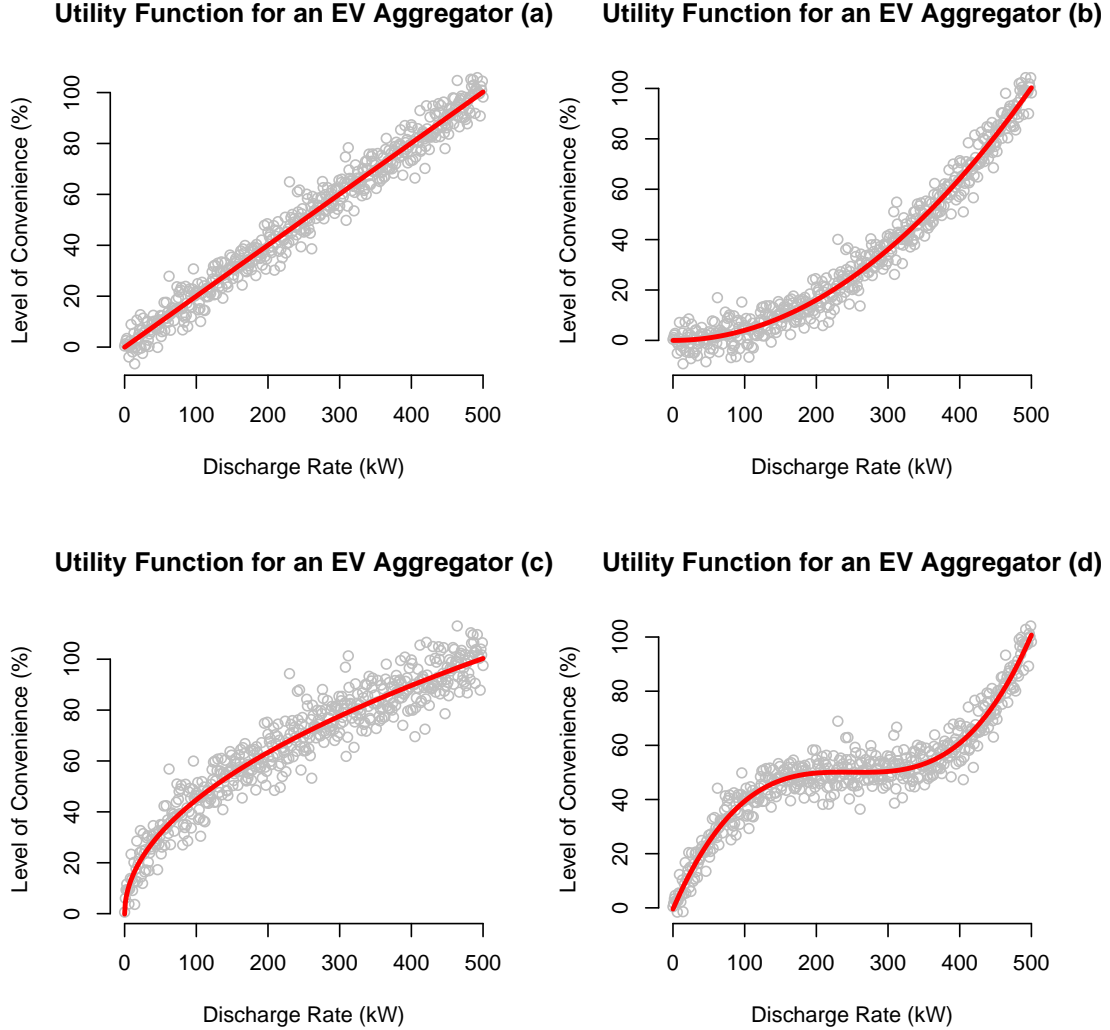 Utility Function for an EV Aggregator (a)
Level of Convenience (%)
0 20 40 60 80 100
0 100 200 300 400 500
Discharge Rate (kW)
Utility Function for an EV Aggregator (b)
Level of Convenience (%)
0 20 40 60 80 100
0 100 200 300 400 500
Discharge Rate (kW)
Utility Function for an EV Aggregator (c)
Level of Convenience (%)
0 20 40 60 80 100
0 100 200 300 400 500
Discharge Rate (kW)
Utility Function for an EV Aggregator (d)
Level of Convenience (%)
0 20 40 60 80 100
0 100 200 300 400 500
Discharge Rate (kW)